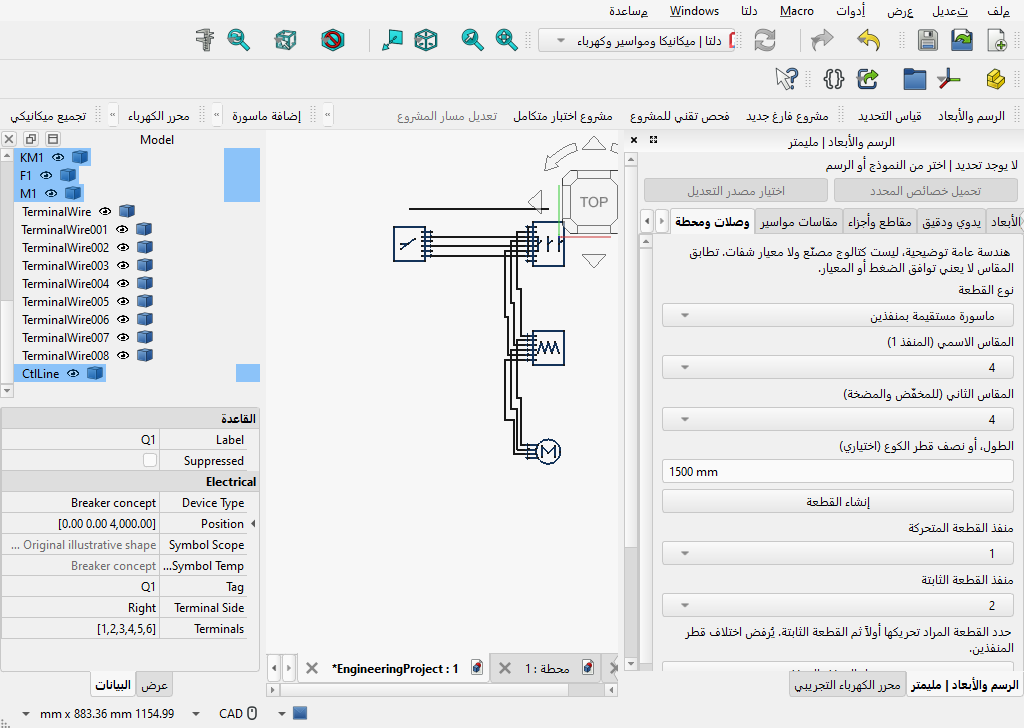 ملف تعديل عرض أدوات Macro دلتا Windows مساعدة
دلتا | ميكانيكا ومواسير وكهرباء
الرسم والأبعاد قياس التحديد مشروع فارغ جديد فحص تقني للمشروع مشروع اختبار متكامل تعديل مسار المشروع
إضافة ماسورة
محرر الكهرباء
تجميع ميكانيكي
Model
KM1
F1
M1
TerminalWire
TerminalWire001
TerminalWire002
TerminalWire003
TerminalWire004
TerminalWire005
TerminalWire006
TerminalWire007
TerminalWire008
CtlLine
القاعدة
Label Q1
Suppressed
Electrical
Device Type Breaker concept
Position [0.00 0.00 4,000.00]
Symbol Scope Original illustrative shape ...
Symbol Temp... Breaker concept
Tag Q1
Terminal Side Right
Terminals [1,2,3,4,5,6]
البيانات عرض
TOP
M
*EngineeringProject : 1
محطة : 1
الرسم والأبعاد | مليمتر
لا يوجد تحديد | اختر من النموذج أو الرسم
تحميل خصائص المحدد
اختيار مصدر التعديل
الأبعاد يدوي ودقيق مقاطع وأجزاء مقاسات مواسير وصلات ومحطة
هندسة عامة توضيحية، ليست كتالوج مصنّع ولا معيار شفات. تطابق
المقاس لا يعني توافق الضغط أو المعيار.
نوع القطعة
ماسورة مستقيمة بمنفذين
المقاس الاسمي (المنفذ 1)
4
المقاس الثاني (للمخفّض والمضخة)
4
الطول، أو نصف قطر الكوع (اختياري)
1500 mm
إنشاء القطعة
منفذ القطعة المتحركة
1
منفذ القطعة الثابتة
2
حدد القطعة المراد تحريكها أولاً ثم القطعة الثابتة. يُرفض اختلاف قطر
المنفذين.
الرسم والأبعاد | مليمتر
محرر الكهرباء التجريبي
mm x 883.36 mm 1154.99
CAD